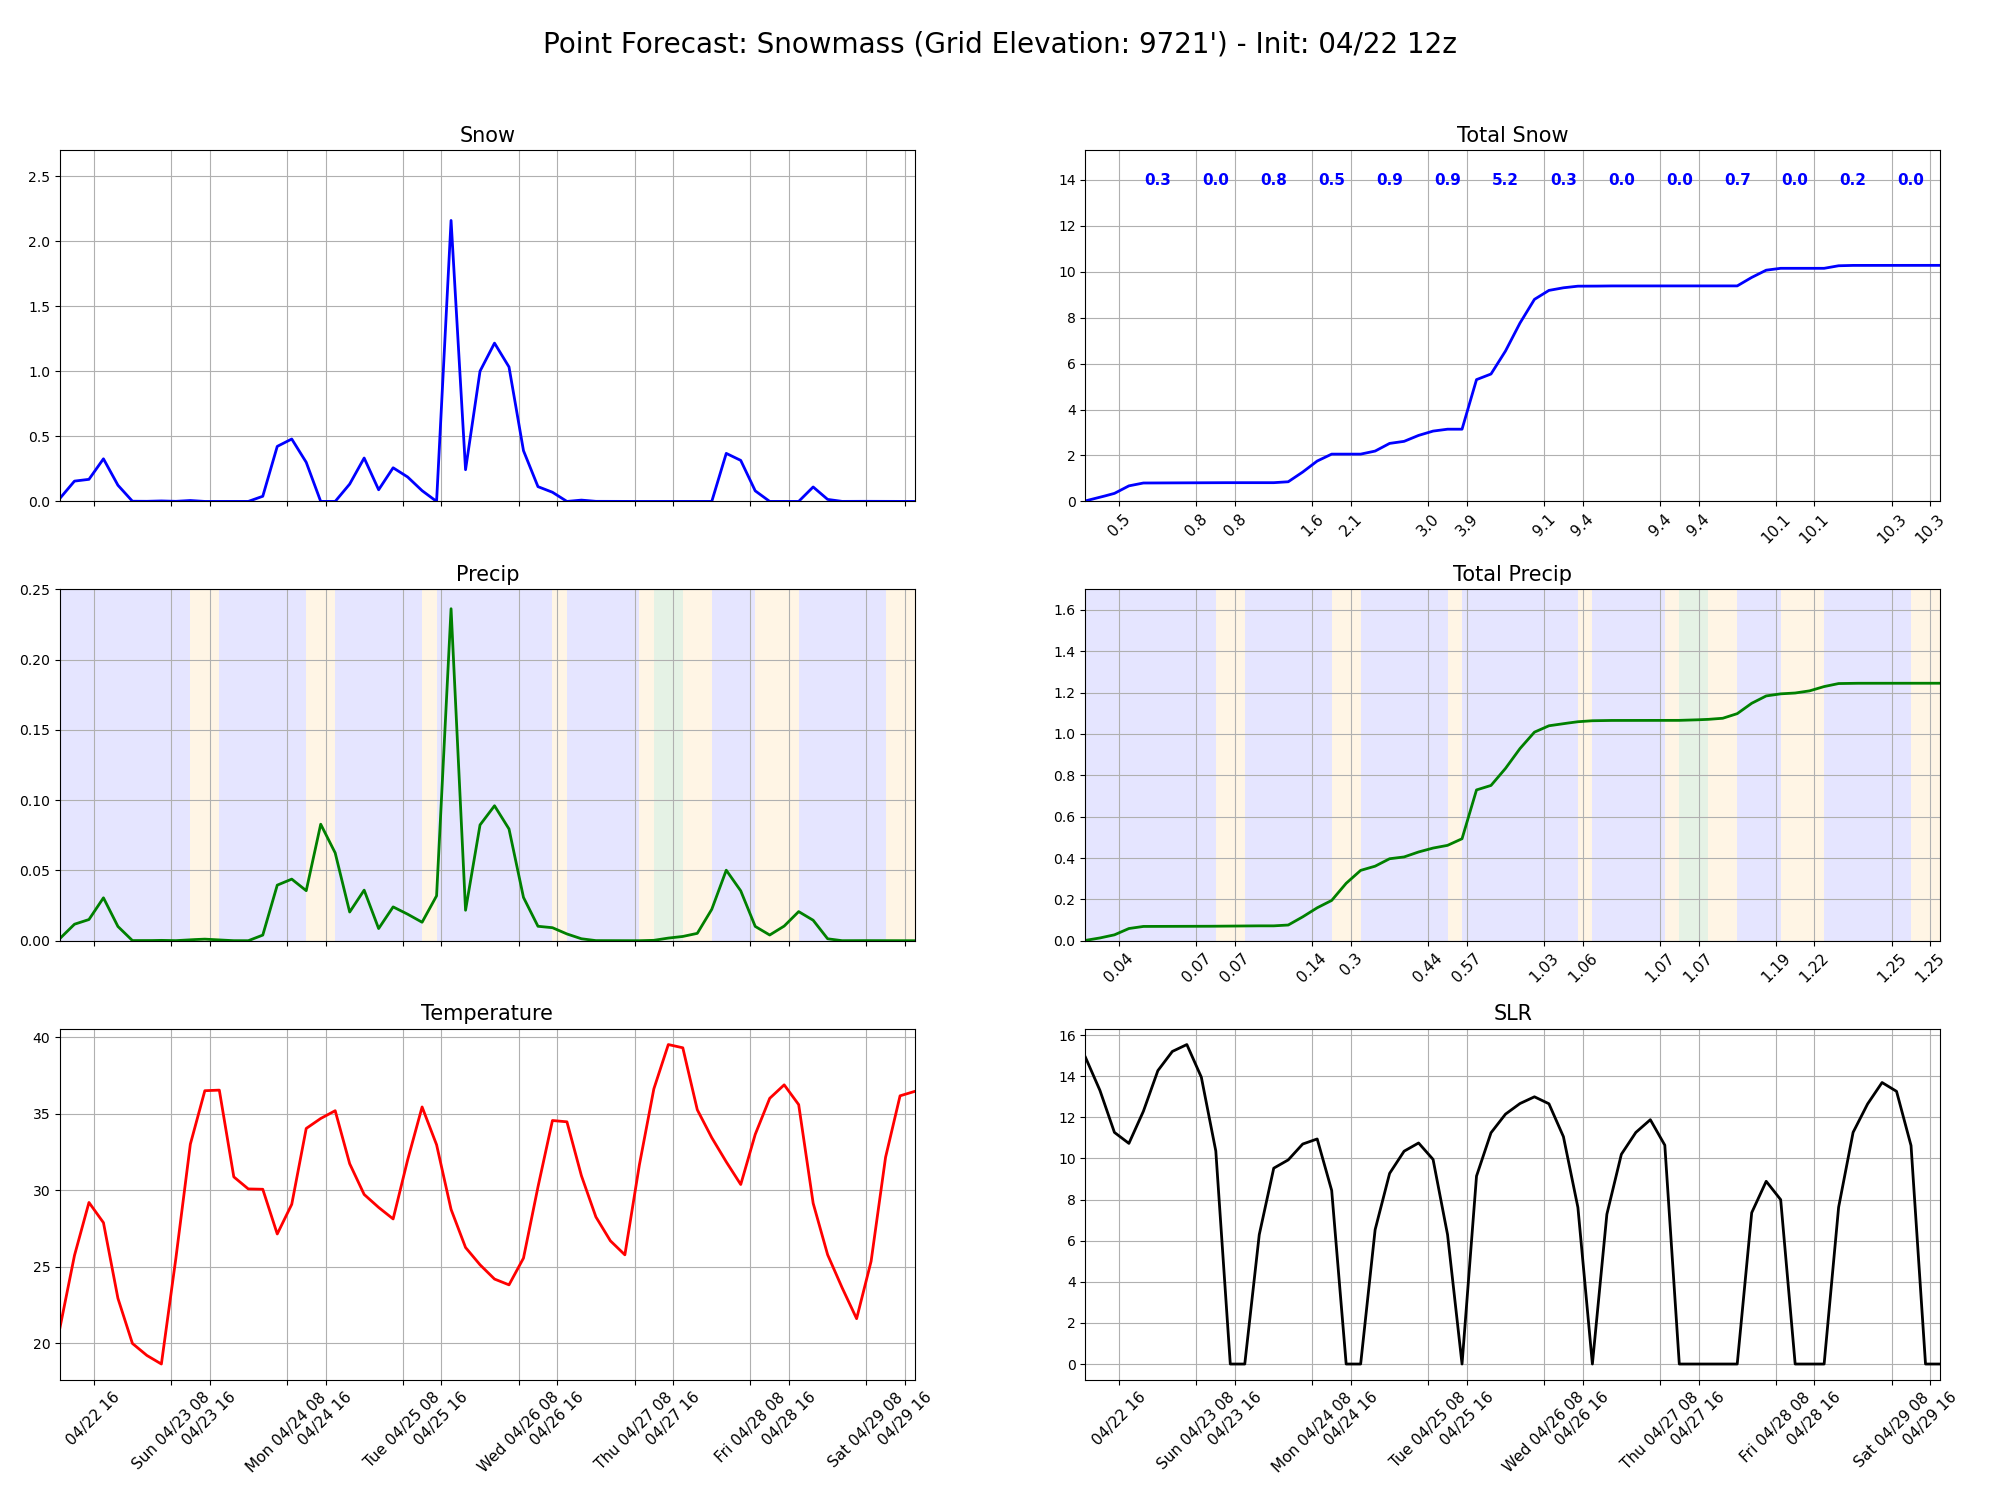 Point Forecast: Snowmass (Grid Elevation: 9721') - Init: 04/22 12z
Snow
2.5
2.0
1.5
1.0
0.5
0.0
Total Snow
0.3 0.0 0.8 0.5 0.9 0.9 5.2 0.3 0.0 0.0 0.7 0.0 0.2 0.0
14
12
10
8
6
4
2
0
0.5 0.8 0.8 1.6 2.1 3.0 3.9 9.1 9.4 9.4 9.4 10.1 10.1 10.3 10.3
Precip
0.25
0.20
0.15
0.10
0.05
0.00
Total Precip
1.6
1.4
1.2
1.0
0.8
0.6
0.4
0.2
0.0
0.04 0.07 0.07 0.14 0.3 0.44 0.57 1.03 1.06 1.07 1.07 1.19 1.22 1.25 1.25
Temperature
40
35
30
25
20
04/22 16
Sun 04/23 08
04/23 16
Mon 04/24 08
04/24 16
Tue 04/25 08
04/25 16
Wed 04/26 08
04/26 16
Thu 04/27 08
04/27 16
Fri 04/28 08
04/28 16
Sat 04/29 08
04/29 16
SLR
16
14
12
10
8
6
4
2
0
04/22 16
Sun 04/23 08
04/23 16
Mon 04/24 08
04/24 16
Tue 04/25 08
04/25 16
Wed 04/26 08
04/26 16
Thu 04/27 08
04/27 16
Fri 04/28 08
04/28 16
Sat 04/29 08
04/29 16